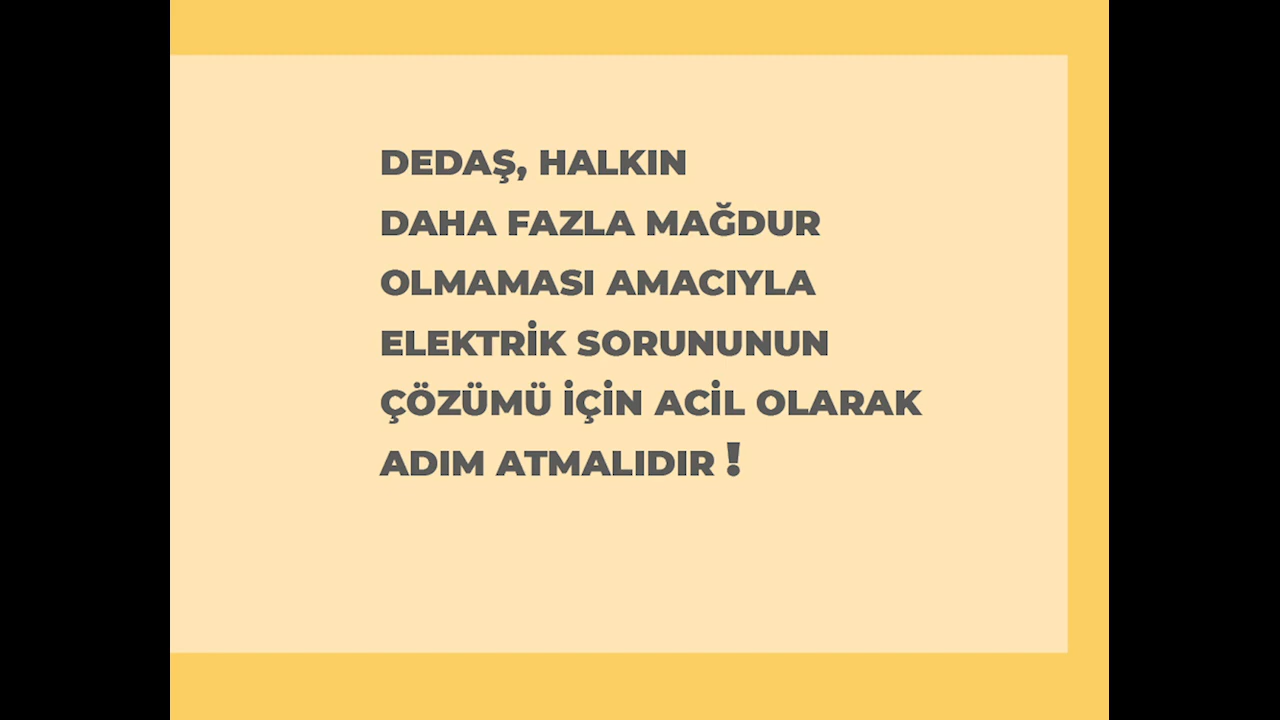 DEDAŞ, HALKIN
DAHA FAZLA MAĞDUR
OLMAMASI AMACIYLA
ELEKTRİK SORUNUNUN
ÇÖZÜMÜ İÇİN ACİL OLARAK
ADIM ATMALIDIR !